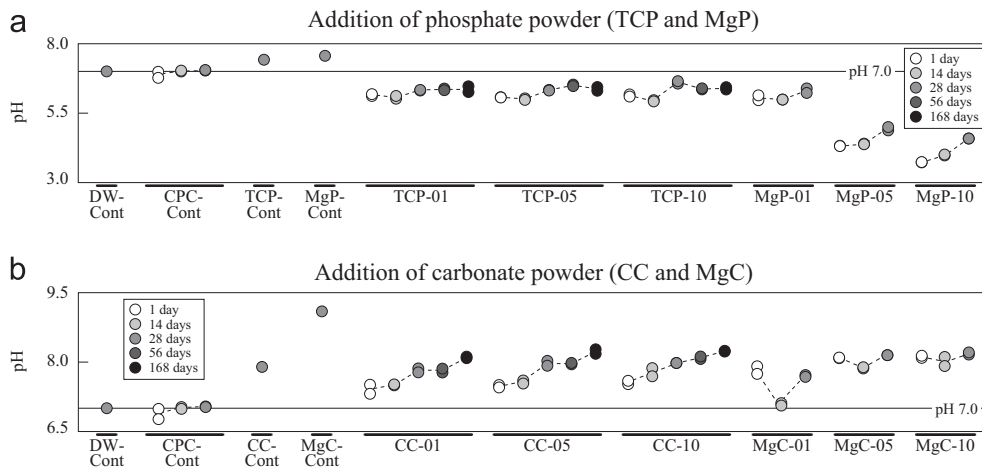 a
Addition of phosphate powder (TCP and MgP)
8.0
5.5
3.0
pH
pH 7.0
1 day
14 days
28 days
56 days
168 days
DW-
Cont
CPC-
Cont
TCP-
Cont
MgP-
Cont
TCP-01
TCP-05
TCP-10
MgP-01
MgP-05
MgP-10
b
Addition of carbonate powder (CC and MgC)
9.5
8.0
6.5
pH
1 day
14 days
28 days
56 days
168 days
pH 7.0
DW-
Cont
CPC-
Cont
CC-
Cont
MgC-
Cont
CC-01
CC-05
CC-10
MgC-01
MgC-05
MgC-10